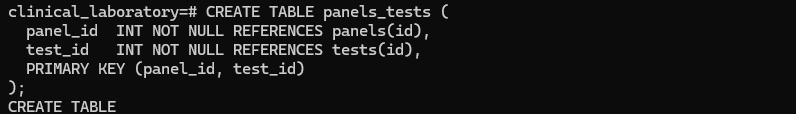 clinical_laboratory=# CREATE TABLE panels_tests (
  panel_id  INT NOT NULL REFERENCES panels(id),
  test_id   INT NOT NULL REFERENCES tests(id),
  PRIMARY KEY (panel_id, test_id)
);
CREATE TABLE